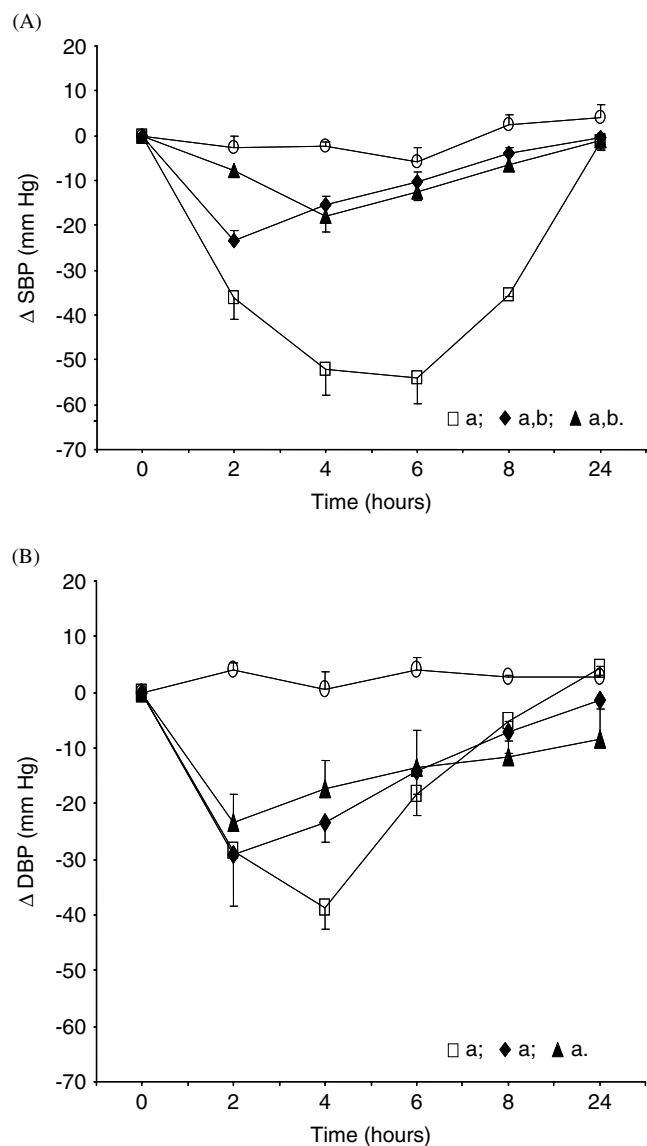 (A)
20
10
0
-10
-20
-30
-40
-50
-60
-70
Δ SBP (mm Hg)
□ a; ◆ a,b; ▲ a,b.
0 2 4 6 8 24
Time (hours)
(B)
20
10
0
-10
-20
-30
-40
-50
-60
-70
Δ DBP (mm Hg)
□ a; ◆ a; ▲ a.
0 2 4 6 8 24
Time (hours)